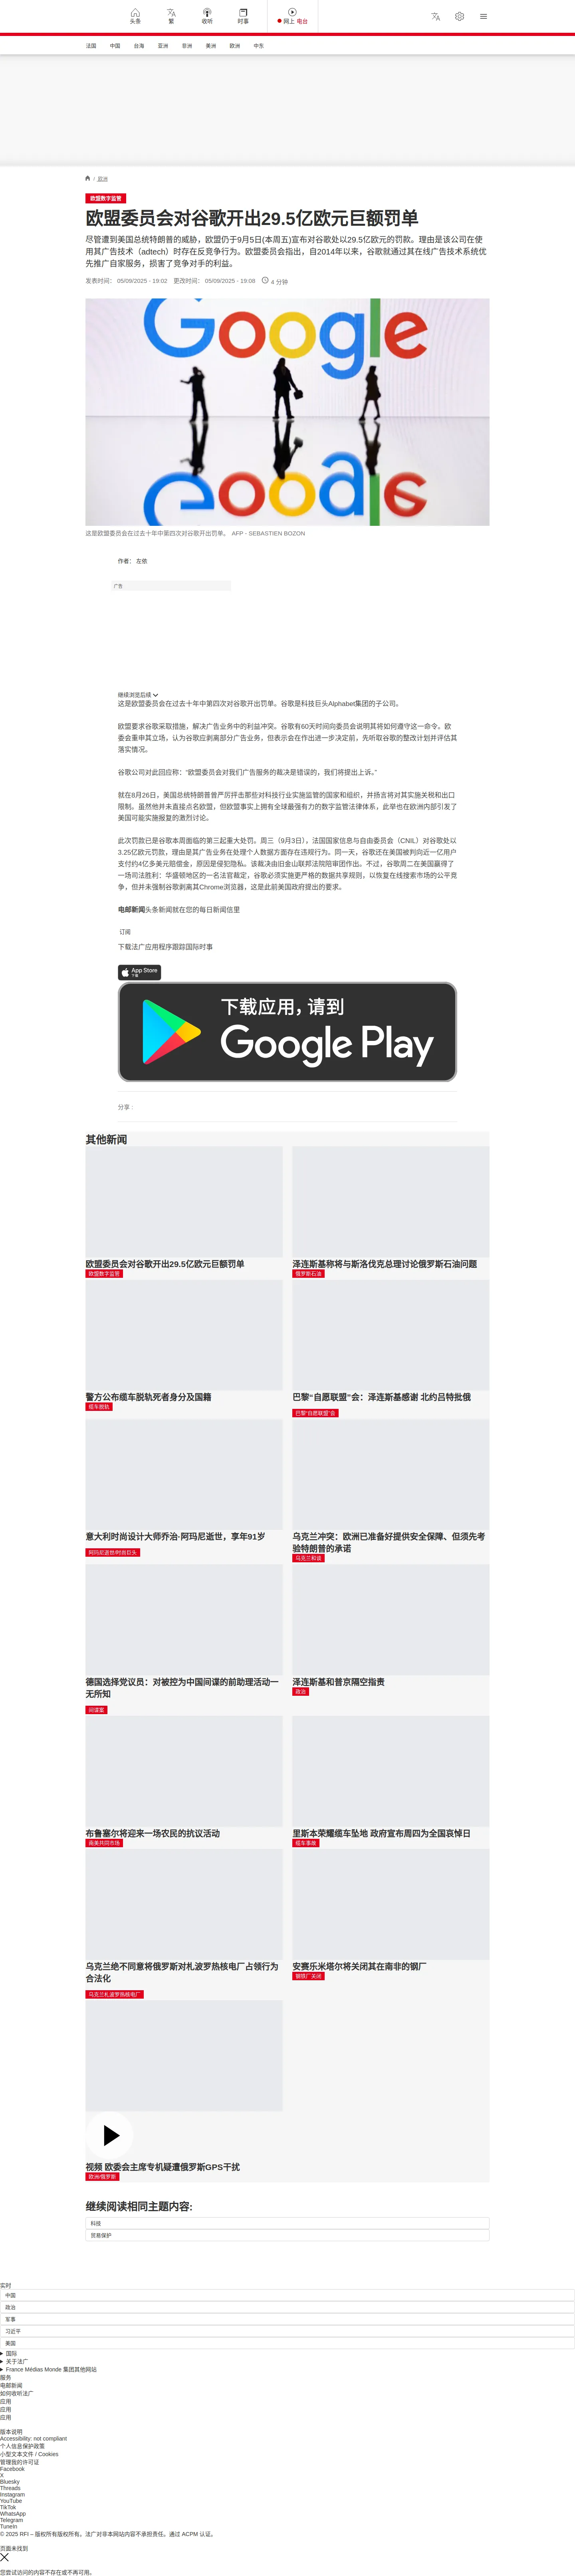 头条
繁
收听
时事
网上 电台
法国 中国 台海 亚洲 非洲 美洲 欧洲 中东
/ 欧洲
欧盟数字监管
欧盟委员会对谷歌开出29.5亿欧元巨额罚单
尽管遭到美国总统特朗普的威胁，欧盟仍于9月5日(本周五)宣布对谷歌处以29.5亿欧元的罚款。理由是该公司在使
用其广告技术（adtech）时存在反竞争行为。欧盟委员会指出，自2014年以来，谷歌就通过其在线广告技术系统优
先推广自家服务，损害了竞争对手的利益。
发表时间： 05/09/2025 - 19:02 更改时间： 05/09/2025 - 19:08 4 分钟
Google
这是欧盟委员会在过去十年中第四次对谷歌开出罚单。 AFP - SEBASTIEN BOZON
作者： 左依
广告
继续浏览后续
这是欧盟委员会在过去十年中第四次对谷歌开出罚单。谷歌是科技巨头Alphabet集团的子公司。
欧盟要求谷歌采取措施，解决广告业务中的利益冲突。谷歌有60天时间向委员会说明其将如何遵守这一命令。欧
委会重申其立场，认为谷歌应剥离部分广告业务，但表示会在作出进一步决定前，先听取谷歌的整改计划并评估其
落实情况。
谷歌公司对此回应称：“欧盟委员会对我们广告服务的裁决是错误的，我们将提出上诉。”
就在8月26日，美国总统特朗普曾严厉抨击那些对科技行业实施监管的国家和组织，并扬言将对其实施关税和出口
限制。虽然他并未直接点名欧盟，但欧盟事实上拥有全球最强有力的数字监管法律体系，此举也在欧洲内部引发了
美国可能实施报复的激烈讨论。
此次罚款已是谷歌本周面临的第三起重大处罚。周三（9月3日），法国国家信息与自由委员会（CNIL）对谷歌处以
3.25亿欧元罚款，理由是其广告业务在处理个人数据方面存在违规行为。同一天，谷歌还在美国被判向近一亿用户
支付约4亿多美元赔偿金，原因是侵犯隐私。该裁决由旧金山联邦法院陪审团作出。不过，谷歌周二在美国赢得了
一场司法胜利：华盛顿地区的一名法官裁定，谷歌必须实施更严格的数据共享规则，以恢复在线搜索市场的公平竞
争，但并未强制谷歌剥离其Chrome浏览器，这是此前美国政府提出的要求。
电邮新闻头条新闻就在您的每日新闻信里
订阅
下载法广应用程序跟踪国际时事
App Store
下载
下载应用，请到
Google Play
分享 :
其他新闻
欧盟委员会对谷歌开出29.5亿欧元巨额罚单
欧盟数字监管
泽连斯基称将与斯洛伐克总理讨论俄罗斯石油问题
俄罗斯石油
警方公布缆车脱轨死者身分及国籍
缆车脱轨
巴黎“自愿联盟”会：泽连斯基感谢 北约吕特批俄
巴黎“自愿联盟”会
意大利时尚设计大师乔治·阿玛尼逝世，享年91岁
阿玛尼逝世/时尚巨头
乌克兰冲突：欧洲已准备好提供安全保障、但须先考
验特朗普的承诺
乌克兰和谈
德国选择党议员：对被控为中国间谍的前助理活动一
无所知
间谍案
泽连斯基和普京隔空指责
政治
布鲁塞尔将迎来一场农民的抗议活动
南美共同市场
里斯本荣耀缆车坠地 政府宣布周四为全国哀悼日
缆车事故
乌克兰绝不同意将俄罗斯对札波罗热核电厂占领行为
合法化
乌克兰札波罗热核电厂
安赛乐米塔尔将关闭其在南非的钢厂
钢铁厂关闭
视频 欧委会主席专机疑遭俄罗斯GPS干扰
欧洲/俄罗斯
继续阅读相同主题内容:
科技
贸易保护
实时
中国
政治
军事
习近平
美国
国际
关于法广
France Médias Monde 集团其他网站
服务
电邮新闻
如何收听法广
应用
应用
应用
版本说明
Accessibility: not compliant
个人信息保护政策
小型文本文件 / Cookies
管理我的许可证
Facebook
X
Bluesky
Threads
Instagram
YouTube
TikTok
WhatsApp
Telegram
TuneIn
© 2025 RFI – 版权所有版权所有。法广对非本网站内容不承担责任。通过 ACPM 认证。
页面未找到
您尝试访问的内容不存在或不再可用。